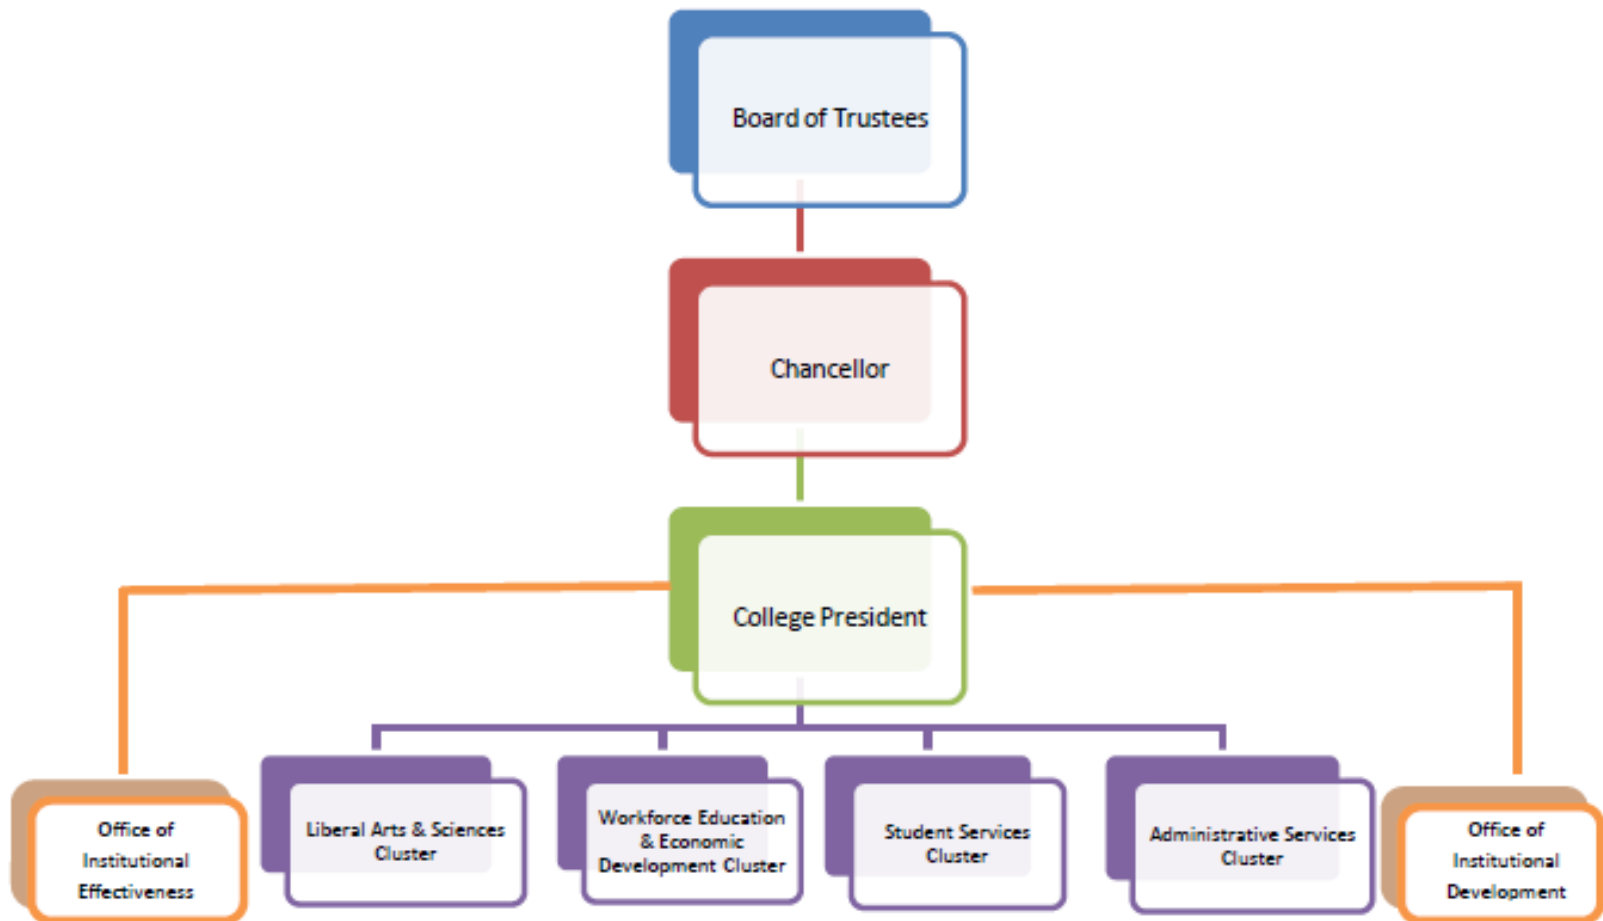 Board of Trustees
Chancellor
College President
Office of
Institutional
Effectiveness
Liberal Arts & Sciences
Cluster
Workforce Education
& Economic
Development Cluster
Student Services
Cluster
Administrative Services
Cluster
Office of
Institutional
Development